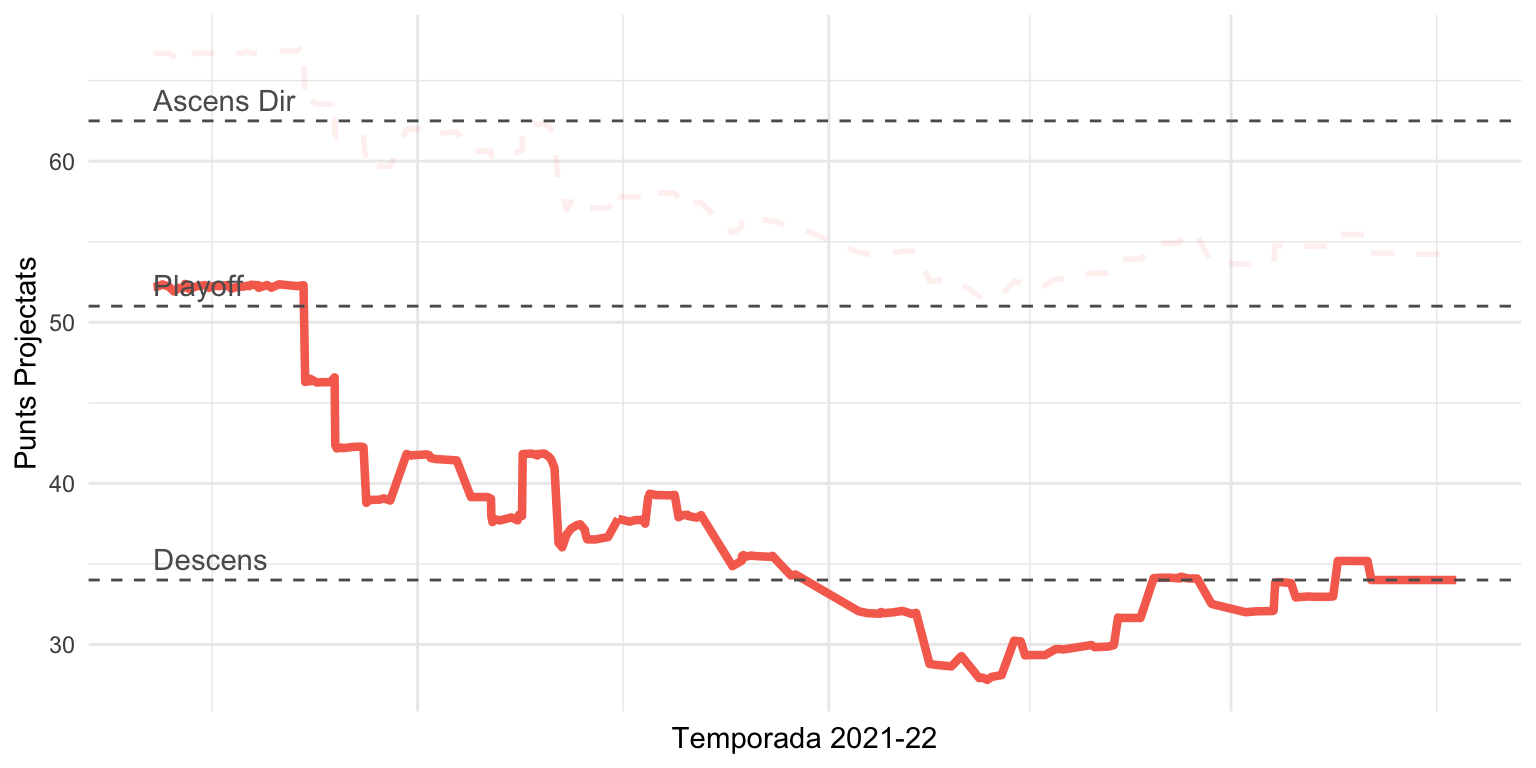 Ascens Dir
60
Playoff
50
40
Descens
30
Punts Projectats
Temporada 2021-22